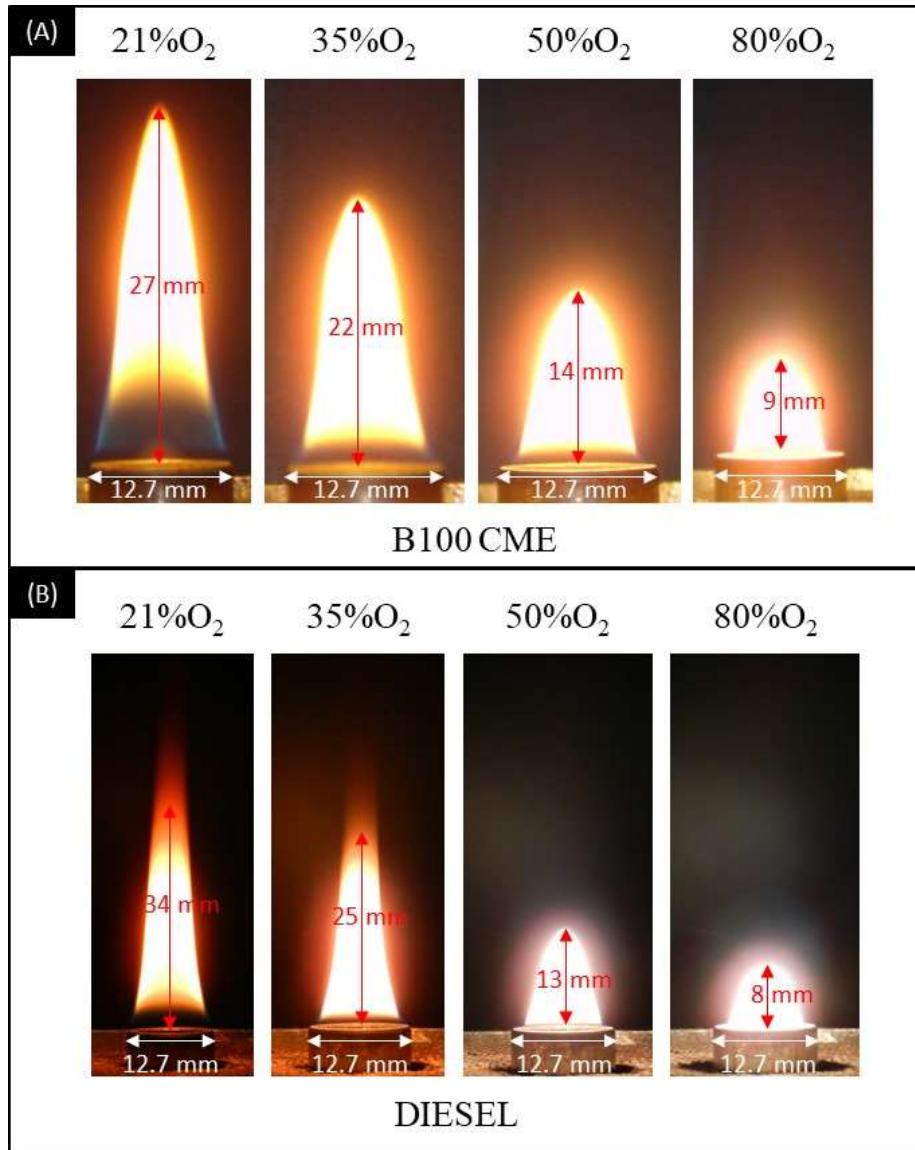 (A)
21%O₂ 35%O₂ 50%O₂ 80%O₂
27 mm 22 mm 14 mm 9 mm
12.7 mm 12.7 mm 12.7 mm 12.7 mm
B100 CME
(B)
21%O₂ 35%O₂ 50%O₂ 80%O₂
34 mm 25 mm 13 mm 8 mm
12.7 mm 12.7 mm 12.7 mm 12.7 mm
DIESEL